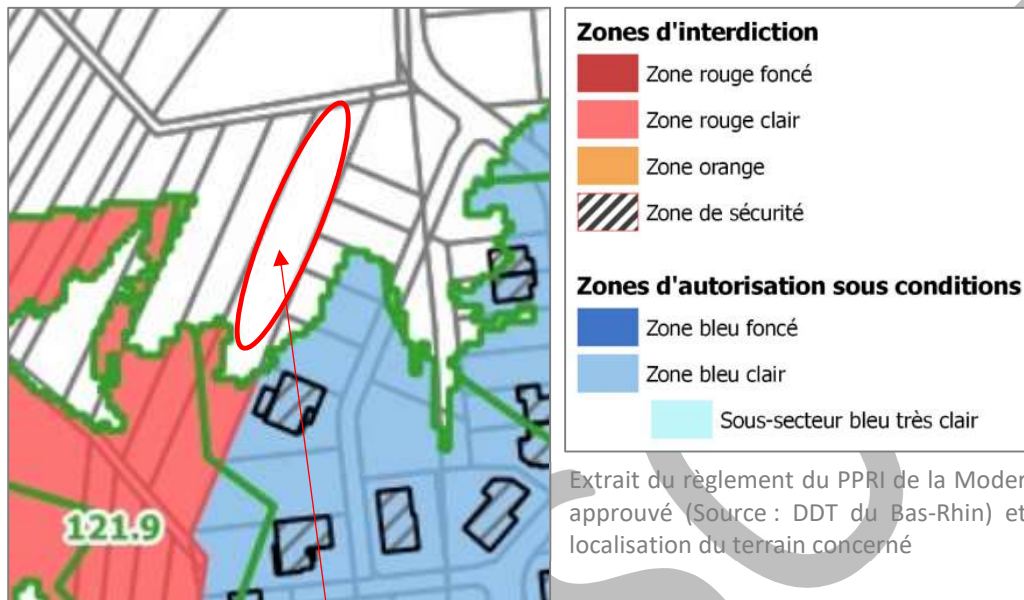 121.9
Zones d'interdiction
Zone rouge foncé
Zone rouge clair
Zone orange
Zone de sécurité
Zones d'autorisation sous conditions
Zone bleu foncé
Zone bleu clair
Sous-secteur bleu très clair
Extrait du règlement du PPRI de la Moder
approuvé (Source : DDT du Bas-Rhin) et
localisation du terrain concerné